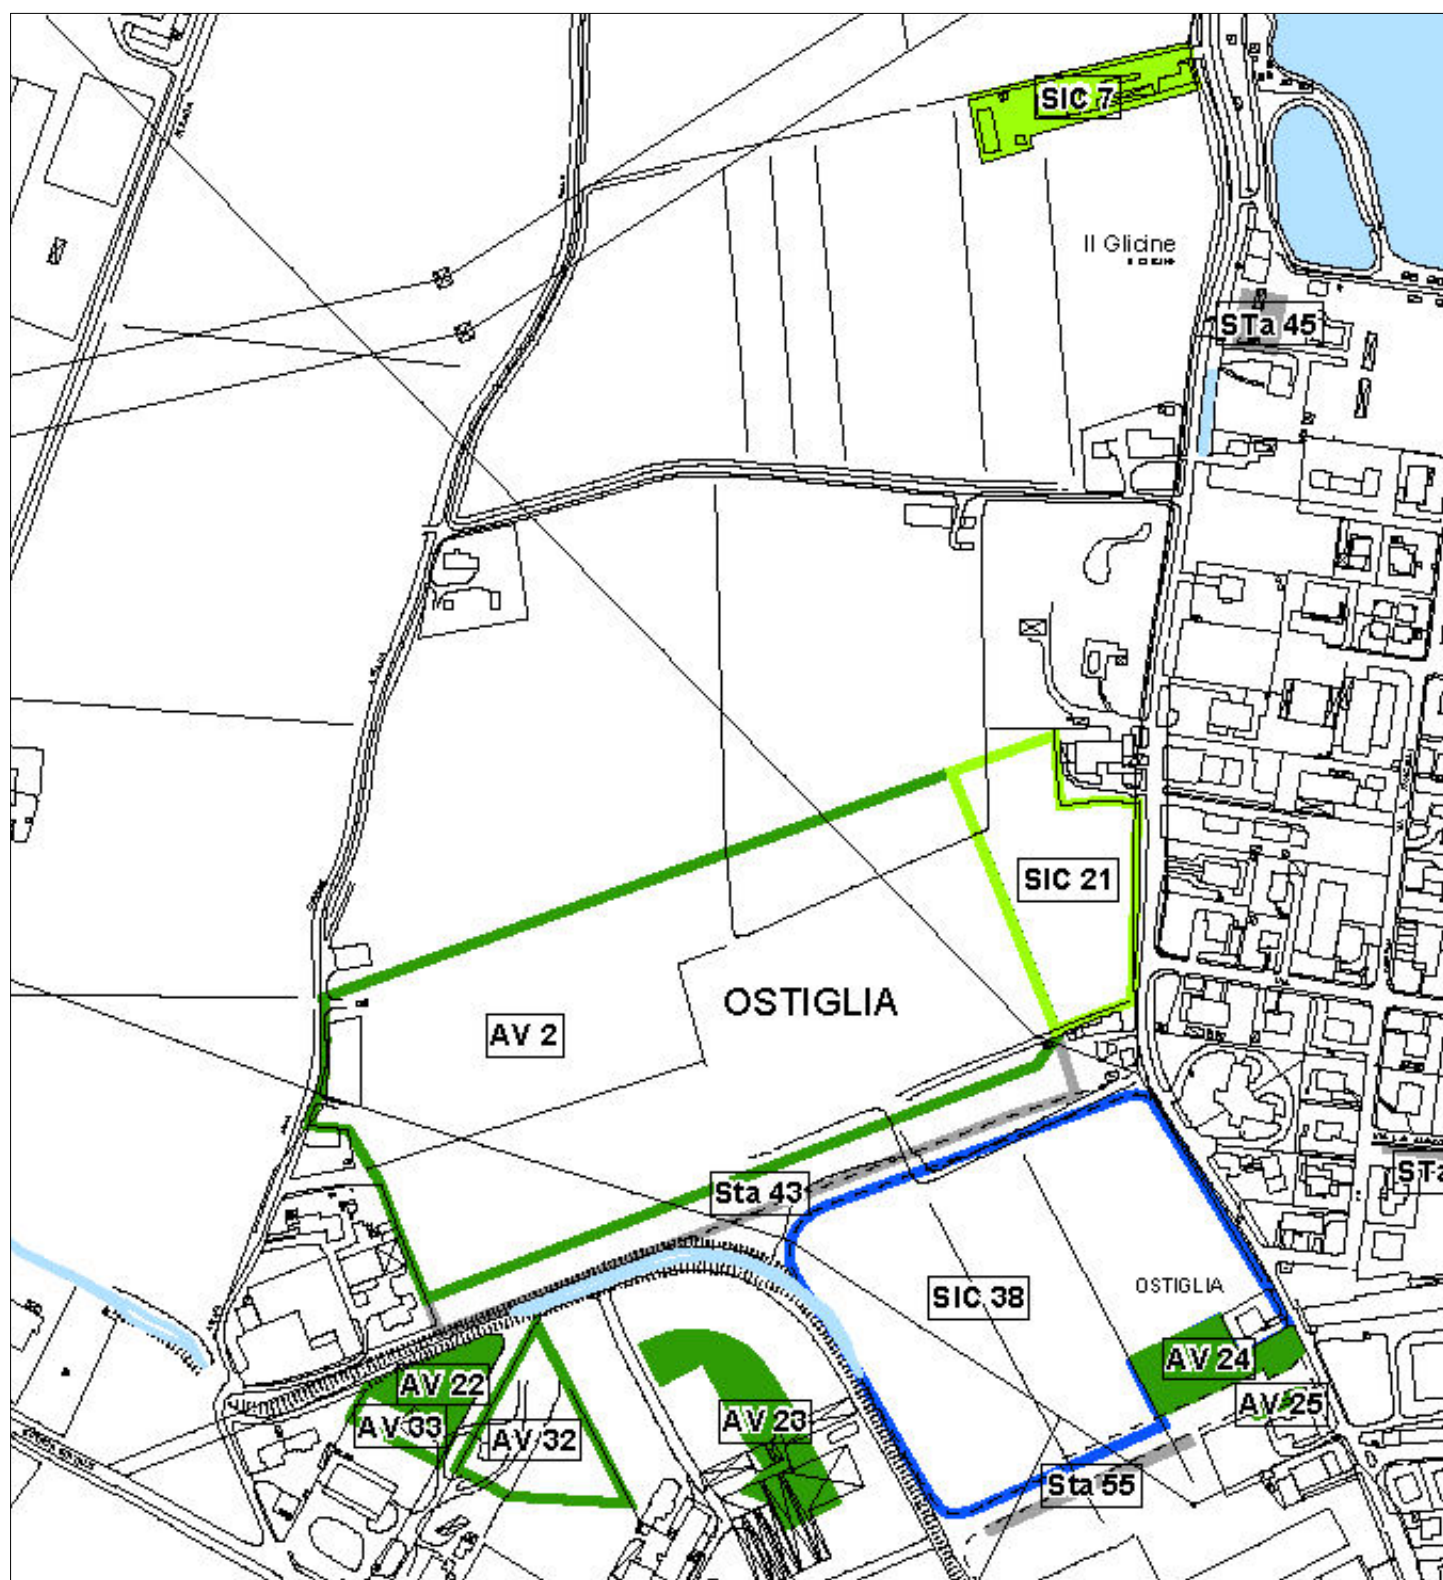 SIC 7
Il Glicine
STa 45
SIC 21
OSTIGLIA
AV 2
STa
Sta 43
SIC 38
OSTIGLIA
AV 24
AV 22
AV 25
AV 33
AV 32
AV 23
Sta 55